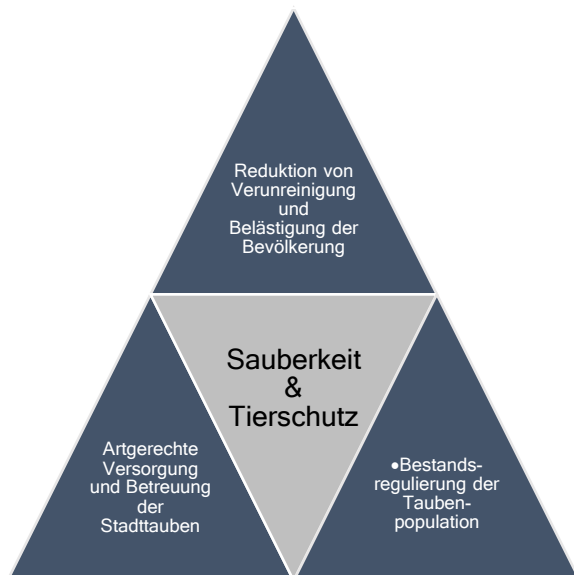 Reduktion von
Verunreinigung
und
Belästigung der
Bevölkerung
Sauberkeit
&
Tierschutz
Artgerechte
Versorgung
und Betreuung
der
Stadttauben
•Bestands-
regulierung der
Tauben-
population